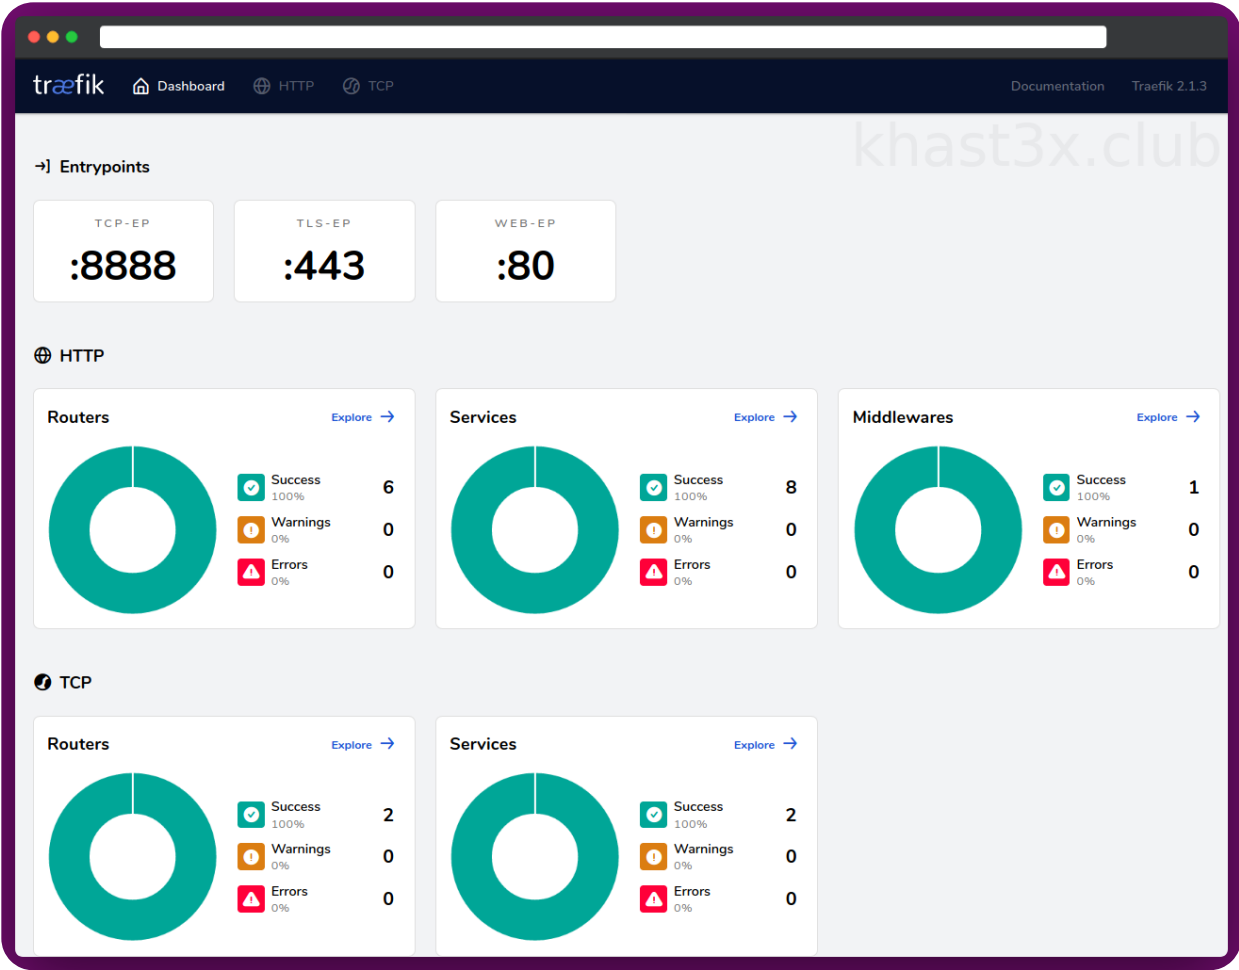 træfik Dashboard HTTP TCP Documentation Traefik 2.1.3
khast3x.club
Entrypoints
TCP-EP TLS-EP WEB-EP
:8888 :443 :80
HTTP
Routers Explore Services Explore Middlewares Explore
Success 6 Success 8 Success 1
100% 100% 100%
Warnings 0 Warnings 0 Warnings 0
0% 0% 0%
Errors 0 Errors 0 Errors 0
0% 0% 0%
TCP
Routers Explore Services Explore
Success 2 Success 2
100% 100%
Warnings 0 Warnings 0
0% 0%
Errors 0 Errors 0
0% 0%